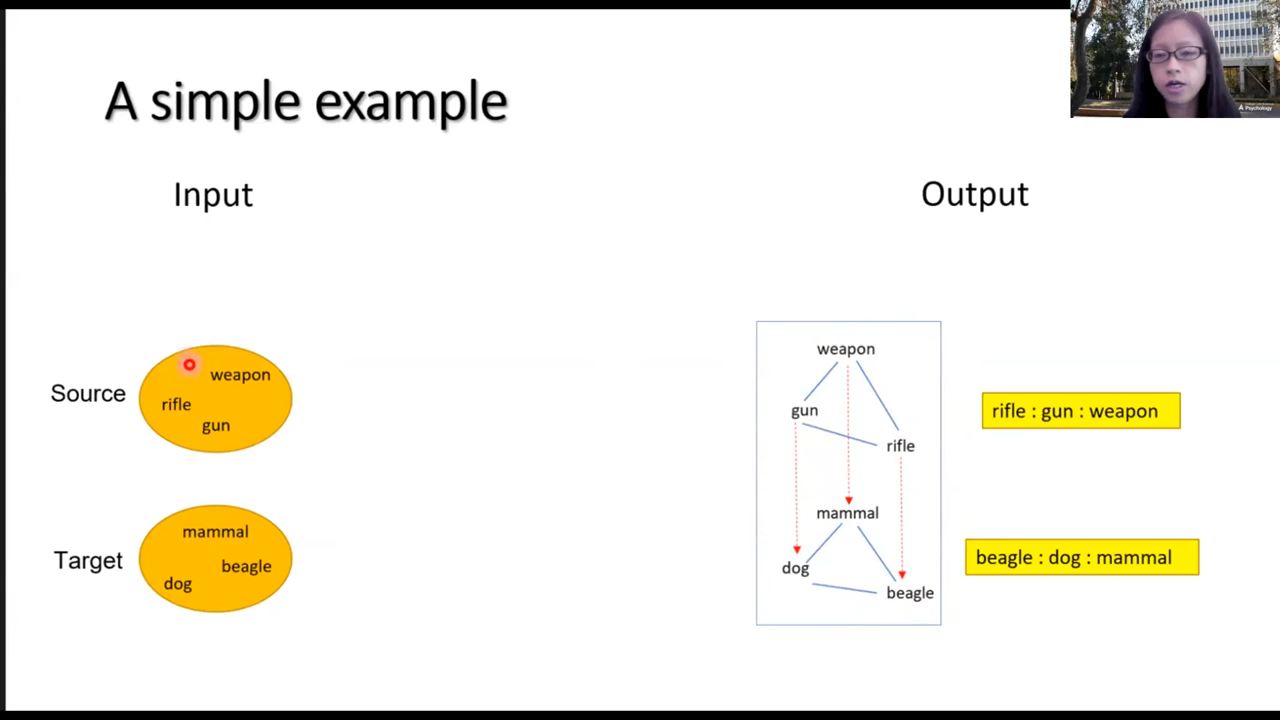 A simple example
Psychology
Input
Output
Source
weapon
rifle
gun
Target
mammal
beagle
dog
weapon
gun
rifle
mammal
dog
beagle
rifle : gun : weapon
beagle : dog : mammal